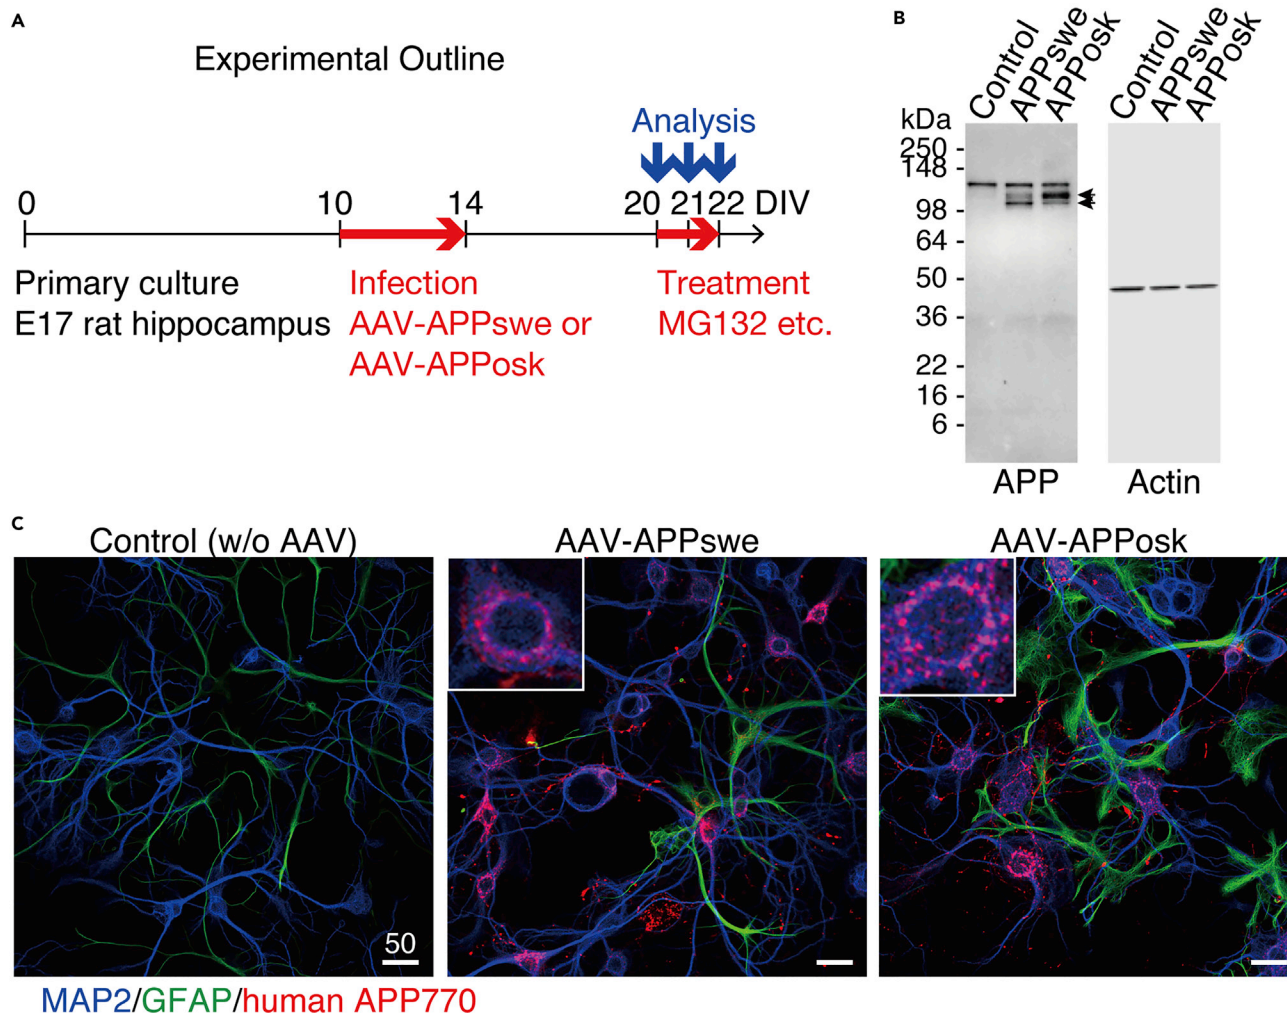 A
Experimental Outline
Analysis
0 10 14 20 21 22 DIV
Primary culture
E17 rat hippocampus
Infection
AAV-APPswe or
AAV-APPosk
Treatment
MG132 etc.
B
Control APPswe APPosk Control APPswe APPosk
kDa
250 -
148 -
98 -
64 -
50 -
36 -
22 -
16 -
6 -
APP Actin
C
Control (w/o AAV) AAV-APPswe AAV-APPosk
50
MAP2/GFAP/human APP770